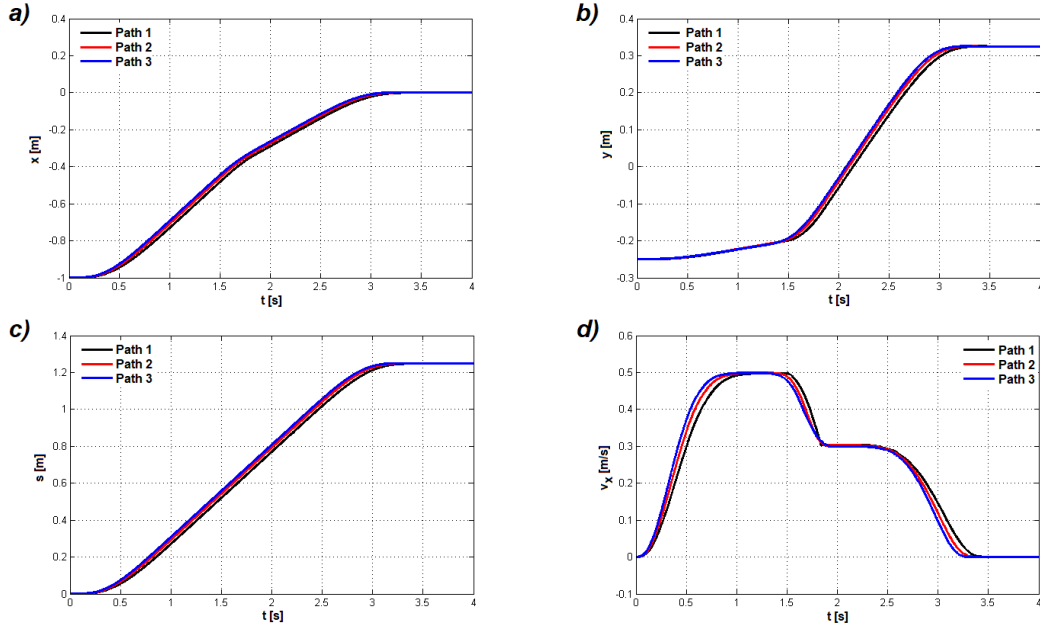 a)
0.4
0.2
0
-0.2
-0.4
-0.6
-0.8
-1
x [m]
Path 1
Path 2
Path 3
0 0.5 1 1.5 2 2.5 3 3.5 4
t [s]
b)
0.4
0.3
0.2
0.1
0
-0.1
-0.2
-0.3
y [m]
Path 1
Path 2
Path 3
0 0.5 1 1.5 2 2.5 3 3.5 4
t [s]
c)
1.4
1.2
1
0.8
0.6
0.4
0.2
0
s [m]
Path 1
Path 2
Path 3
0 0.5 1 1.5 2 2.5 3 3.5 4
t [s]
d)
0.6
0.5
0.4
0.3
0.2
0.1
0
-0.1
v_x [m/s]
Path 1
Path 2
Path 3
0 0.5 1 1.5 2 2.5 3 3.5 4
t [s]